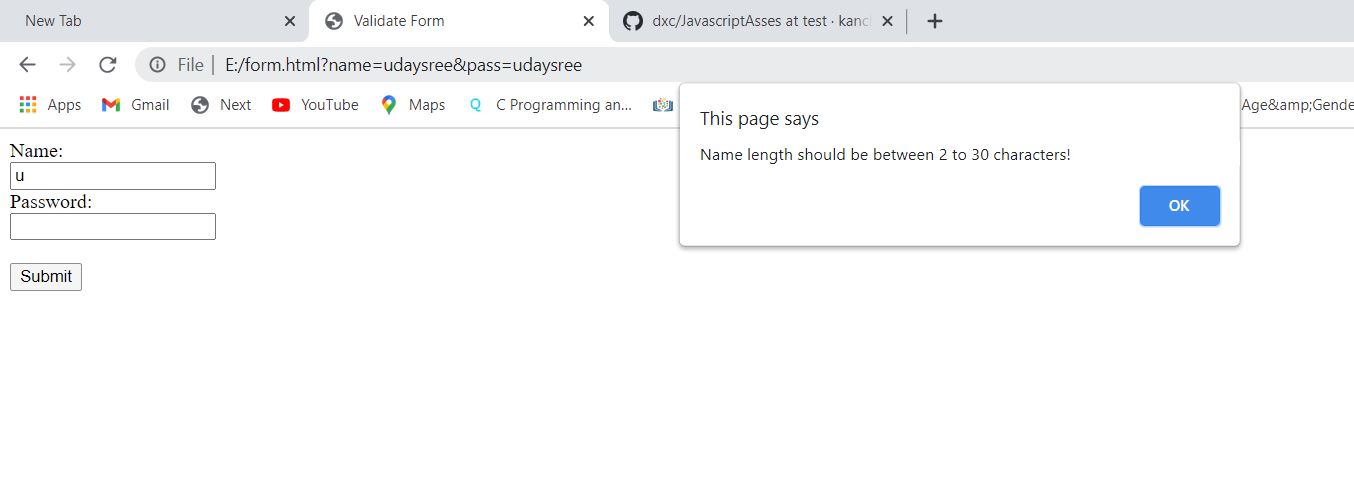 New Tab
Validate Form
dxc/JavascriptAsses at test · kanc
File | E:/form.html?name=udaysree&pass=udaysree
Apps Gmail Next YouTube Maps Q C Programming an... Age&amp;Gende
This page says
Name length should be between 2 to 30 characters!
OK
Name:
u
Password:
Submit